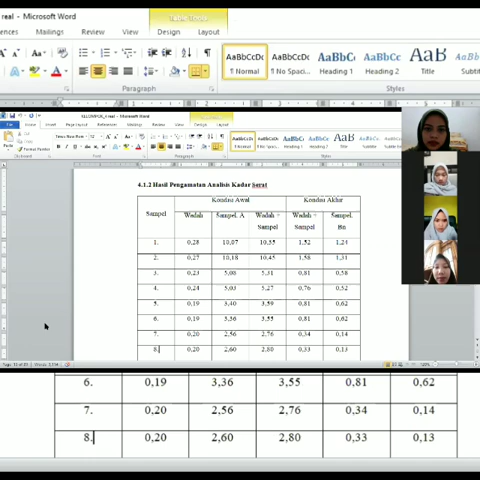 real - Microsoft Word
Table Tools
ences Mailings Review View Design Layout
AaBbCcDc AaBbCcDc AaBbCc AaBbCc AaB AaBbCc
¶ Normal ¶ No Spaci... Heading 1 Heading 2 Title Subtit
Paragraph Styles
4.1.2 Hasil Pengamatan Analisis Kadar Serat
Sampel Kondisi Awal Kondisi Akhir
Wadah Sampel. A Wadah + Sampel Wadah + Sampel Sampel. Bn
1. 0,28 10,07 10,35 1,52 1,24
2. 0,27 10,18 10,45 1,58 1,31
3. 0,23 5,08 5,31 0,81 0,58
4. 0,24 5,03 5,27 0,76 0,52
5. 0,19 3,40 3,59 0,81 0,62
6. 0,19 3,36 3,55 0,81 0,62
7. 0,20 2,56 2,76 0,34 0,14
8. 0,20 2,60 2,80 0,33 0,13
6. 0,19 3,36 3,55 0,81 0,62
7. 0,20 2,56 2,76 0,34 0,14
8. 0,20 2,60 2,80 0,33 0,13